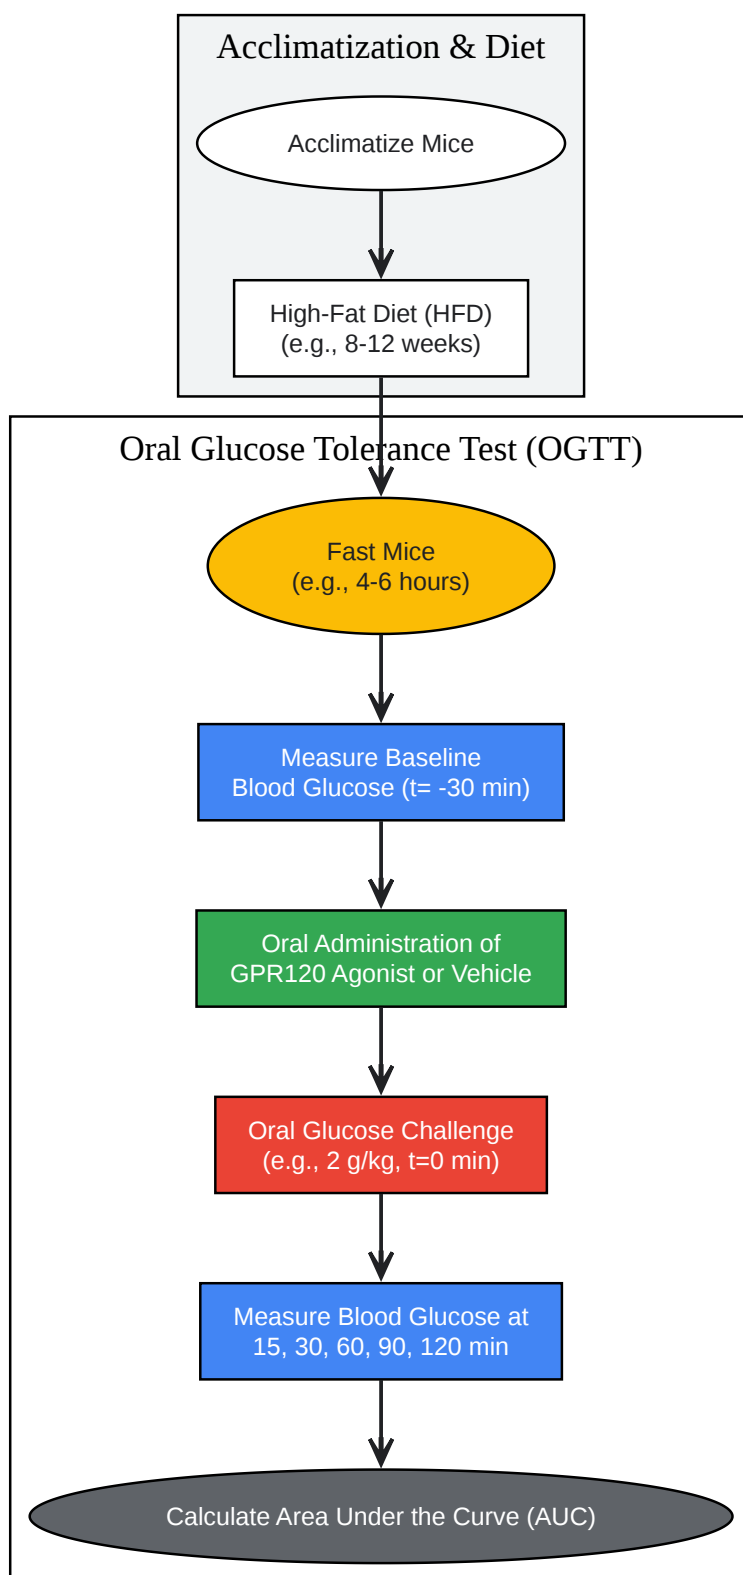 Acclimatization & Diet
Acclimatize Mice
High-Fat Diet (HFD)
(e.g., 8-12 weeks)
Oral Glucose Tolerance Test (OGTT)
Fast Mice
(e.g., 4-6 hours)
Measure Baseline
Blood Glucose (t= -30 min)
Oral Administration of
GPR120 Agonist or Vehicle
Oral Glucose Challenge
(e.g., 2 g/kg, t=0 min)
Measure Blood Glucose at
15, 30, 60, 90, 120 min
Calculate Area Under the Curve (AUC)